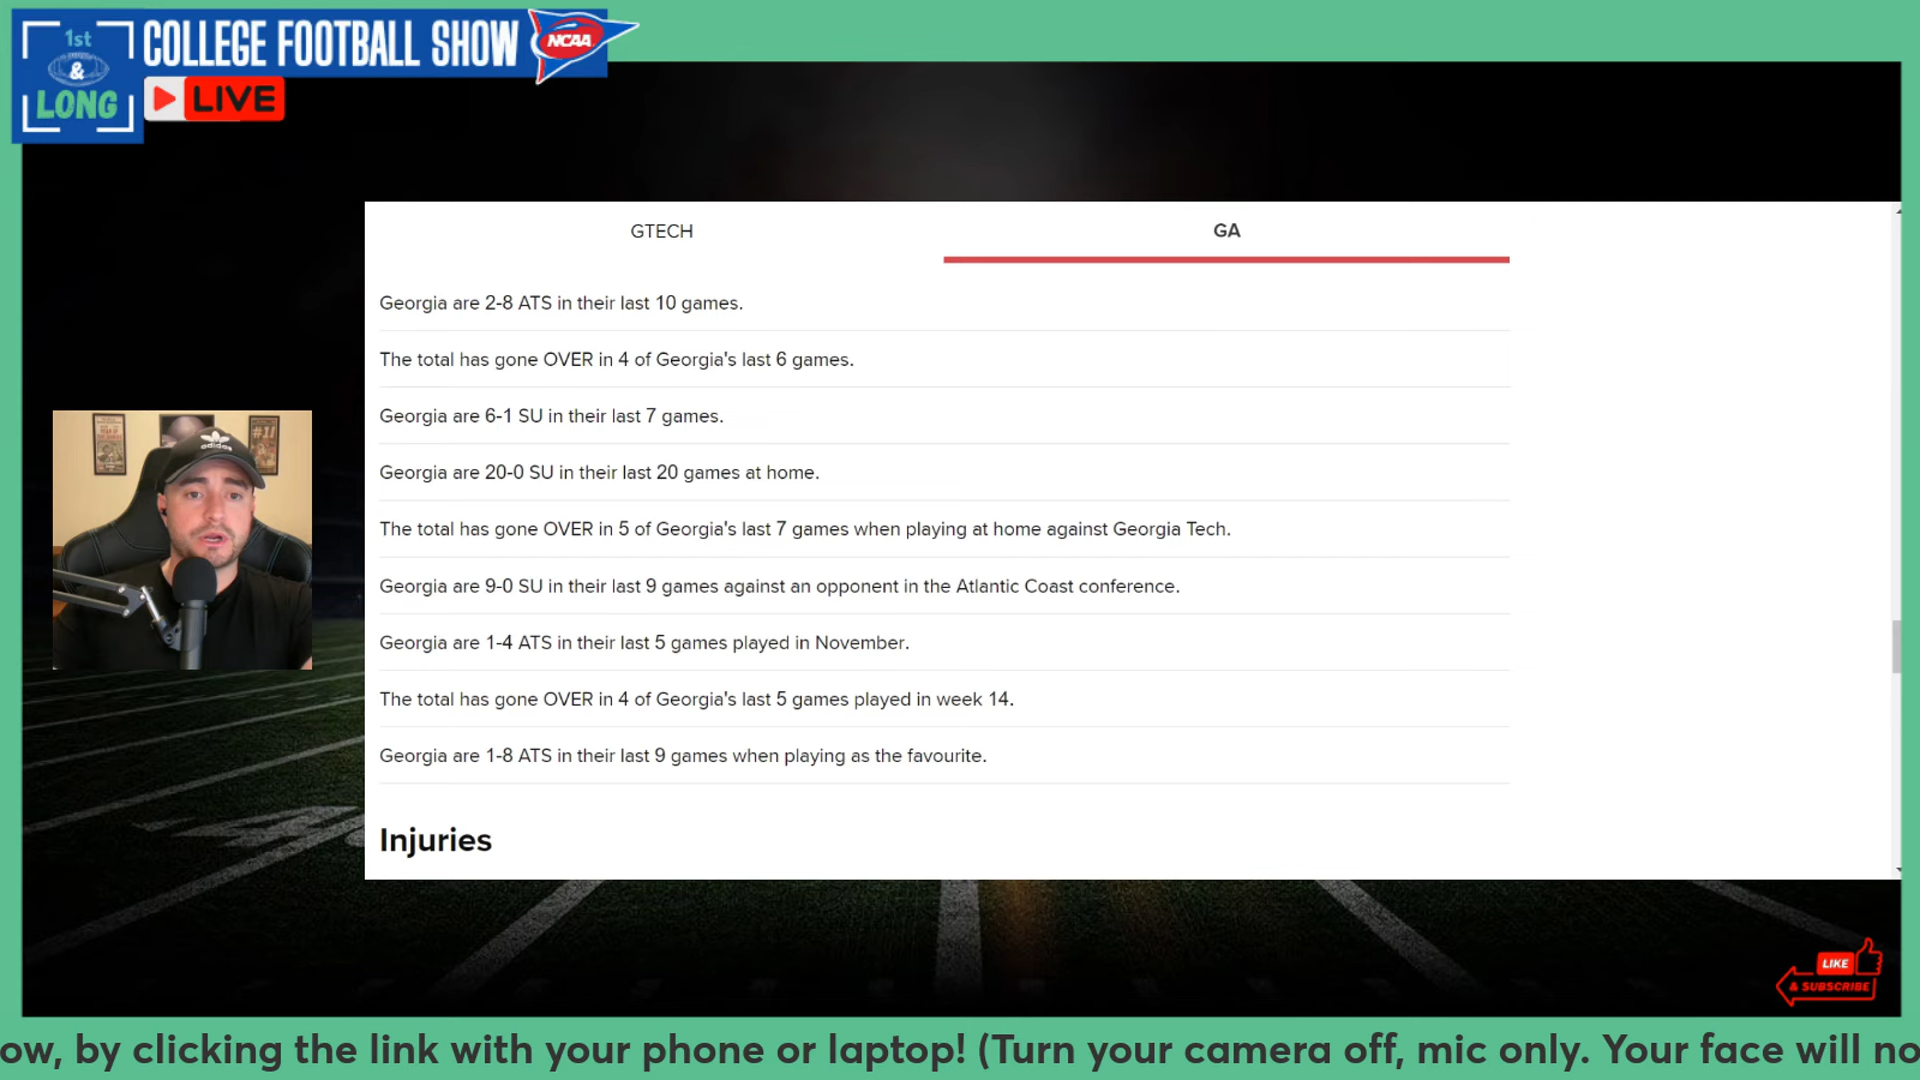 1st
&
LONG
COLLEGE FOOTBALL SHOW
NCAA
LIVE
GTECH
GA
Georgia are 2-8 ATS in their last 10 games.
The total has gone OVER in 4 of Georgia's last 6 games.
Georgia are 6-1 SU in their last 7 games.
Georgia are 20-0 SU in their last 20 games at home.
The total has gone OVER in 5 of Georgia's last 7 games when playing at home against Georgia Tech.
Georgia are 9-0 SU in their last 9 games against an opponent in the Atlantic Coast conference.
Georgia are 1-4 ATS in their last 5 games played in November.
The total has gone OVER in 4 of Georgia's last 5 games played in week 14.
Georgia are 1-8 ATS in their last 9 games when playing as the favourite.
Injuries
adidas
#1!
LIKE
& SUBSCRIBE
ow, by clicking the link with your phone or laptop! (Turn your camera off, mic only. Your face will no